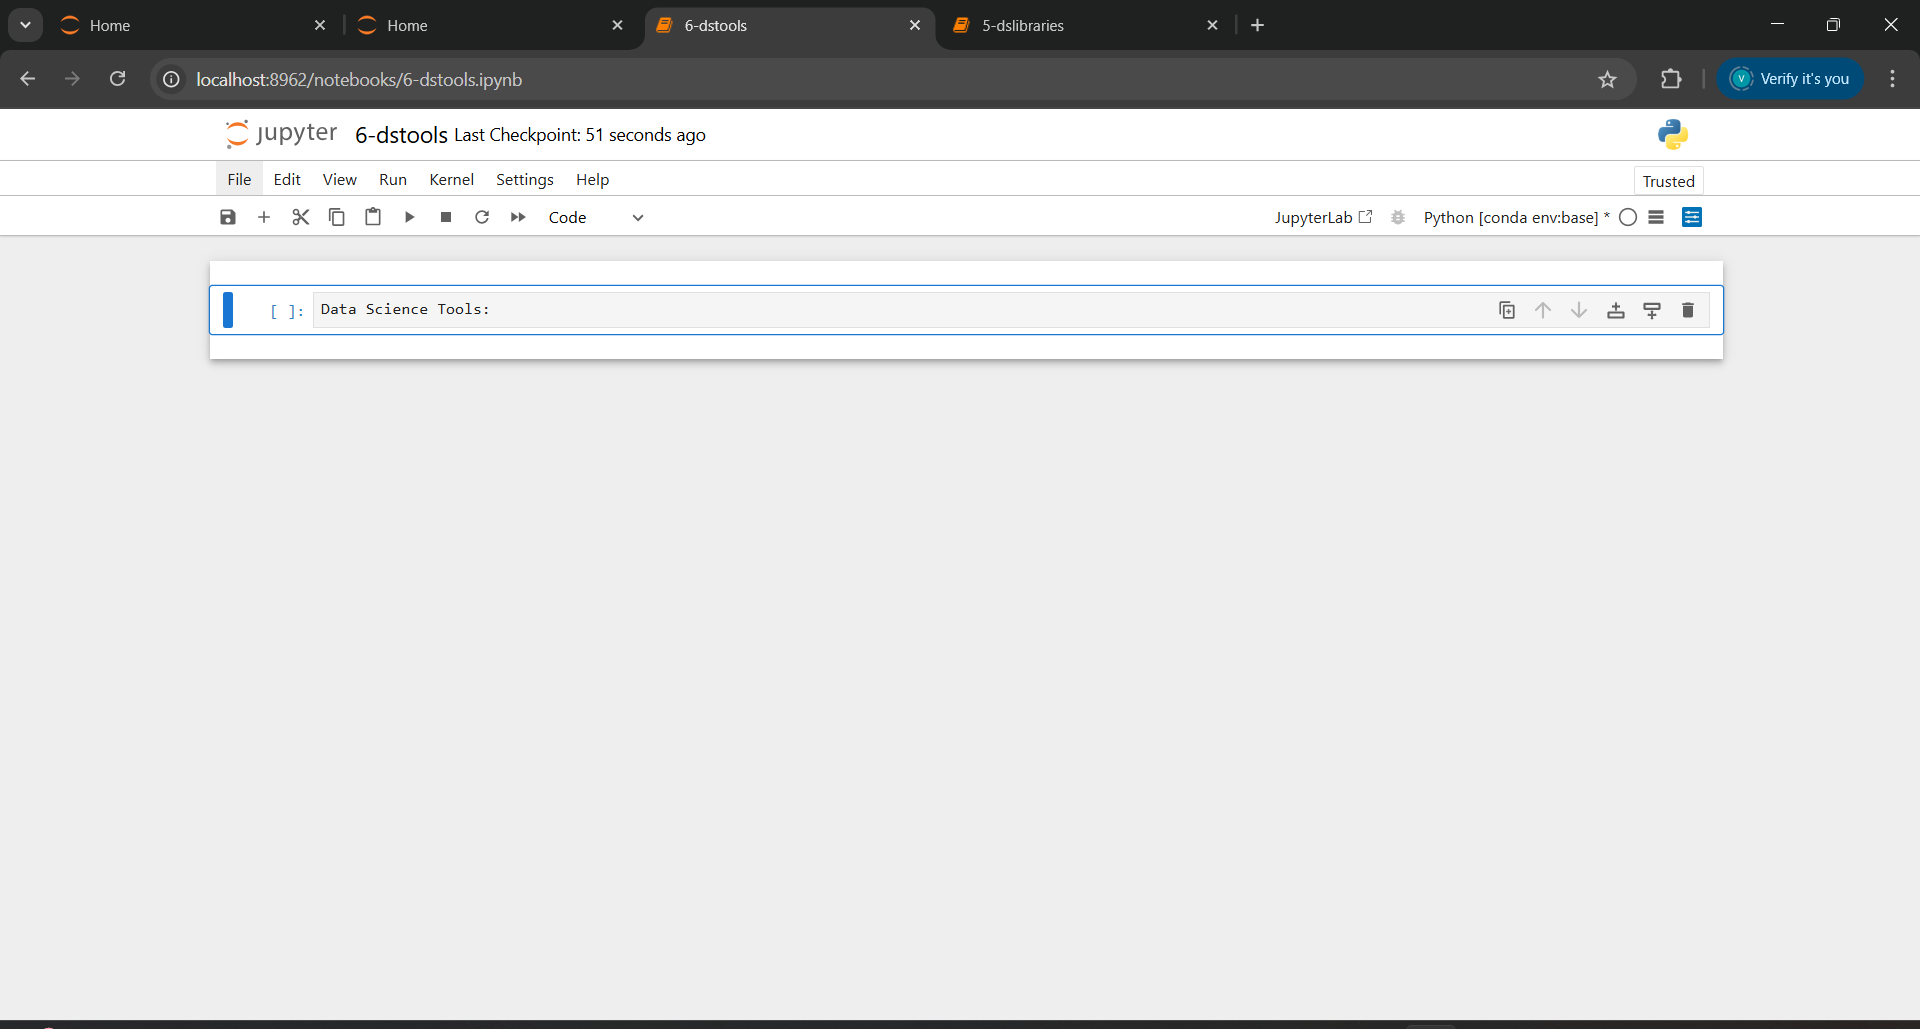 Home
Home
6-dstools
5-dslibraries
localhost:8962/notebooks/6-dstools.ipynb
V
Verify it's you
jupyter 6-dstools Last Checkpoint: 51 seconds ago
File Edit View Run Kernel Settings Help
Trusted
Code
JupyterLab
Python [conda env:base] *
[ ]: Data Science Tools: